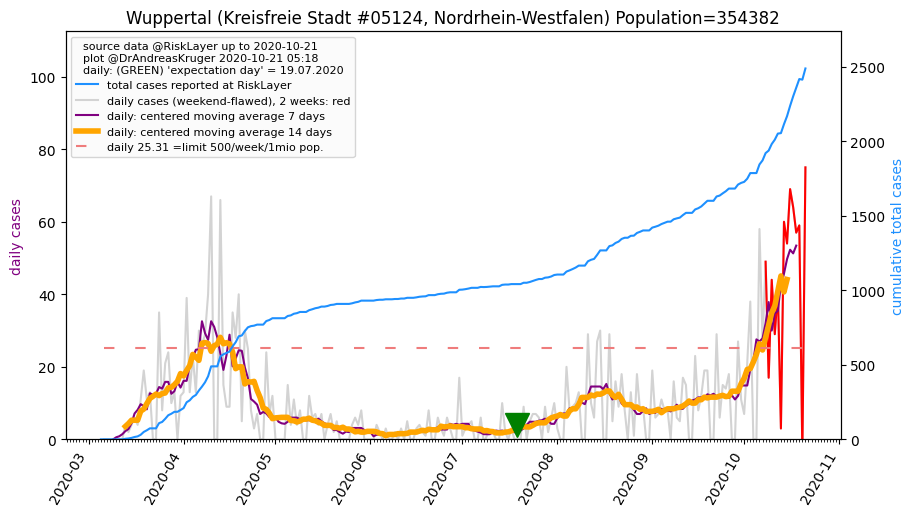 Wuppertal (Kreisfreie Stadt #05124, Nordrhein-Westfalen) Population=354382
source data @RiskLayer up to 2020-10-21
plot @DrAndreasKruger 2020-10-21 05:18
daily: (GREEN) 'expectation day' = 19.07.2020
total cases reported at RiskLayer
daily cases (weekend-flawed), 2 weeks: red
daily: centered moving average 7 days
daily: centered moving average 14 days
daily 25.31 =limit 500/week/1mio pop.
daily cases
100
80
60
40
20
0
cumulative total cases
2500
2000
1500
1000
500
0
2020-03
2020-04
2020-05
2020-06
2020-07
2020-08
2020-09
2020-10
2020-11